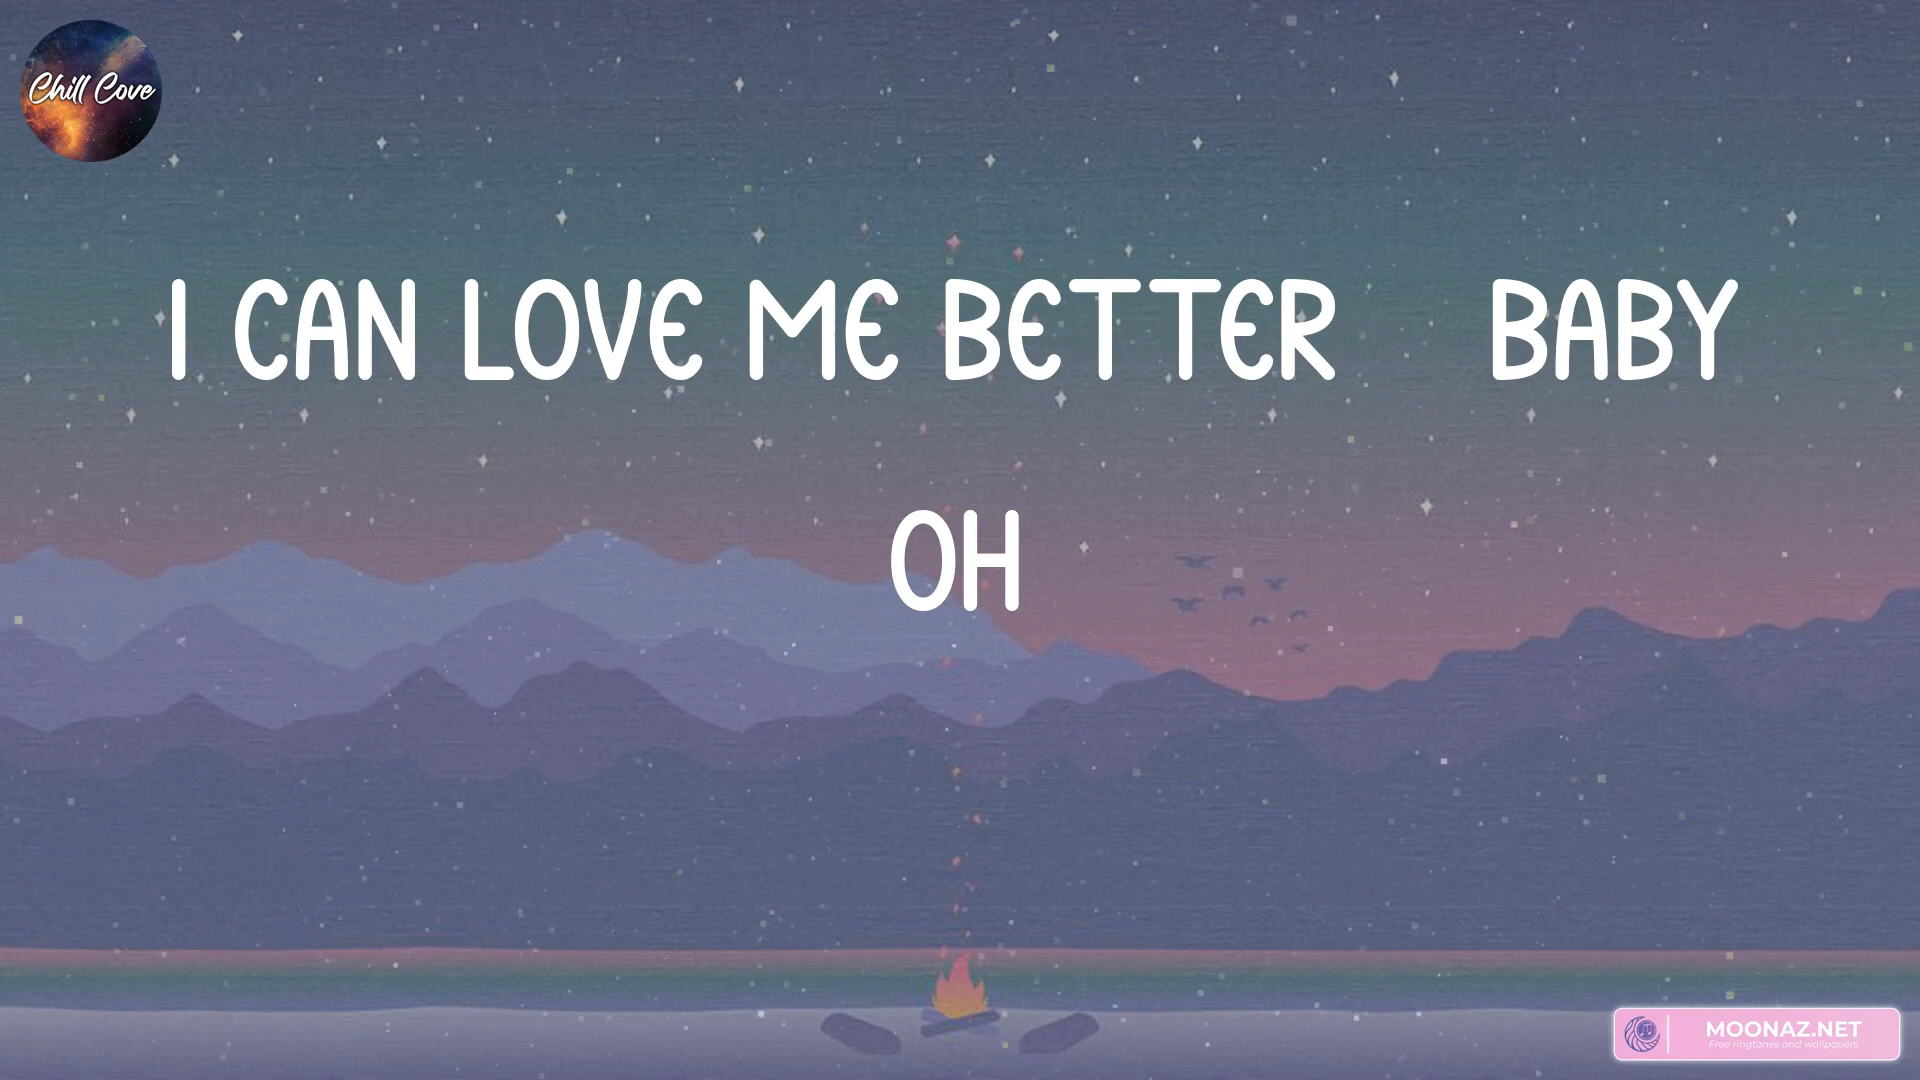 Chill Cove
I CAN LOVE ME BETTER BABY
OH
MOONAZ.NET
Free ringtones and wallpapers